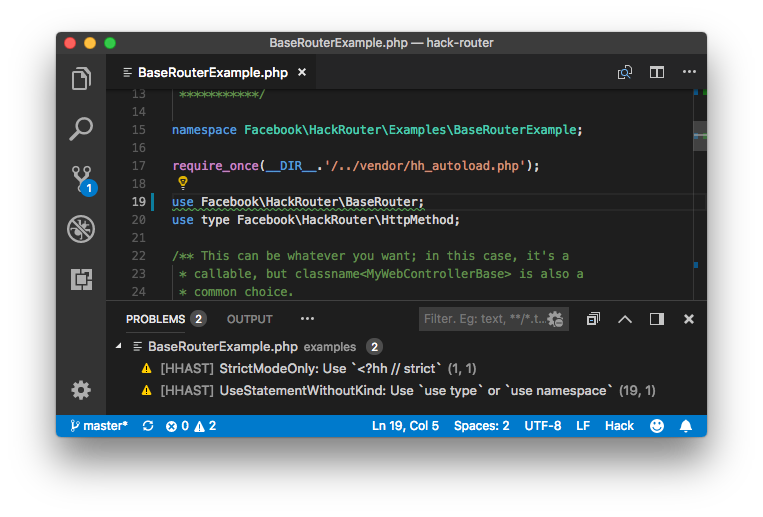 BaseRouterExample.php — hack-router
BaseRouterExample.php ×
13 ***********/
14
15 namespace Facebook\HackRouter\Examples\BaseRouterExample;
16
17 require_once(__DIR__.'/../vendor/hh_autoload.php');
18
19 use Facebook\HackRouter\BaseRouter;
20 use type Facebook\HackRouter\HttpMethod;
21
22 /** This can be whatever you want; in this case, it's a
23 * callable, but classname<MyWebControllerBase> is also a
24 * common choice.
1
PROBLEMS 2 OUTPUT ··· Filter. Eg: text, **/*.t...
BaseRouterExample.php examples 2
[HHAST] StrictModeOnly: Use `<?hh // strict` (1, 1)
[HHAST] UseStatementWithoutKind: Use `use type` or `use namespace` (19, 1)
master* 0 2 Ln 19, Col 5 Spaces: 2 UTF-8 LF Hack